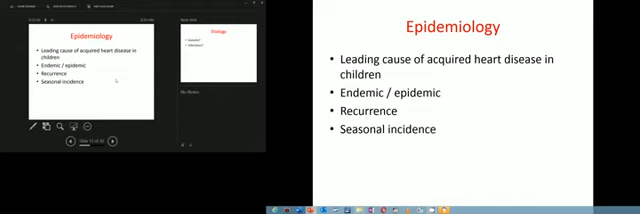 Epidemiology
Leading cause of acquired heart disease in
children
Endemic / epidemic
Recurrence
Seasonal incidence
Etiology
No Notes
Epidemiology
Leading cause of acquired heart disease in
children
Endemic / epidemic
Recurrence
Seasonal incidence